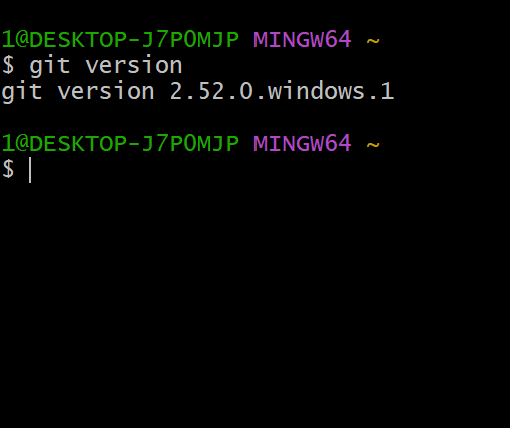 1@DESKTOP-J7P0MJP MINGW64 ~
$ git version
git version 2.52.0.windows.1
1@DESKTOP-J7P0MJP MINGW64 ~
$